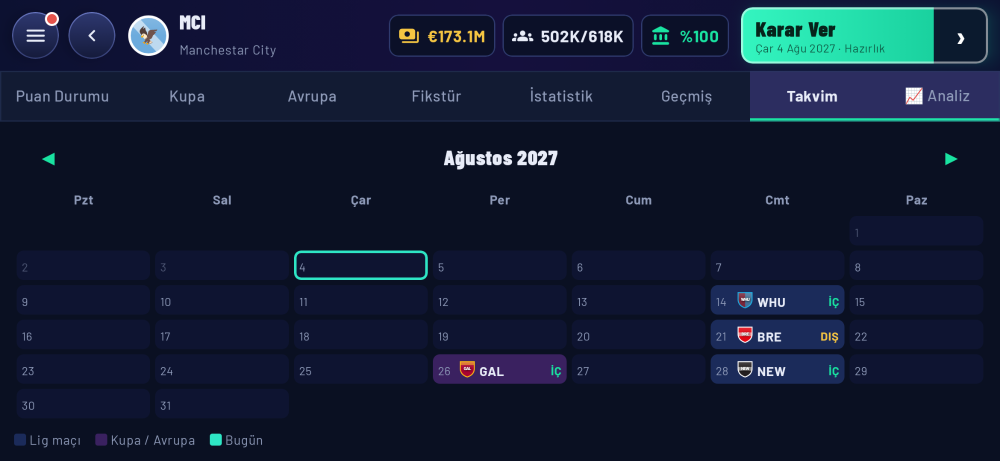 MCI
Manchestar City
€173.1M
502K/618K
%100
Karar Ver
Çar 4 Ağu 2027 · Hazırlık
Puan Durumu Kupa Avrupa Fikstür İstatistik Geçmiş Takvim Analiz
Ağustos 2027
Pzt Sal Çar Per Cum Cmt Paz
1
2 3 4 5 6 7 8
9 10 11 12 13 14 WHU İÇ 15
16 17 18 19 20 21 BRE DIŞ 22
23 24 25 26 GAL İÇ 27 28 NEW İÇ 29
30 31
Lig maçı Kupa / Avrupa Bugün